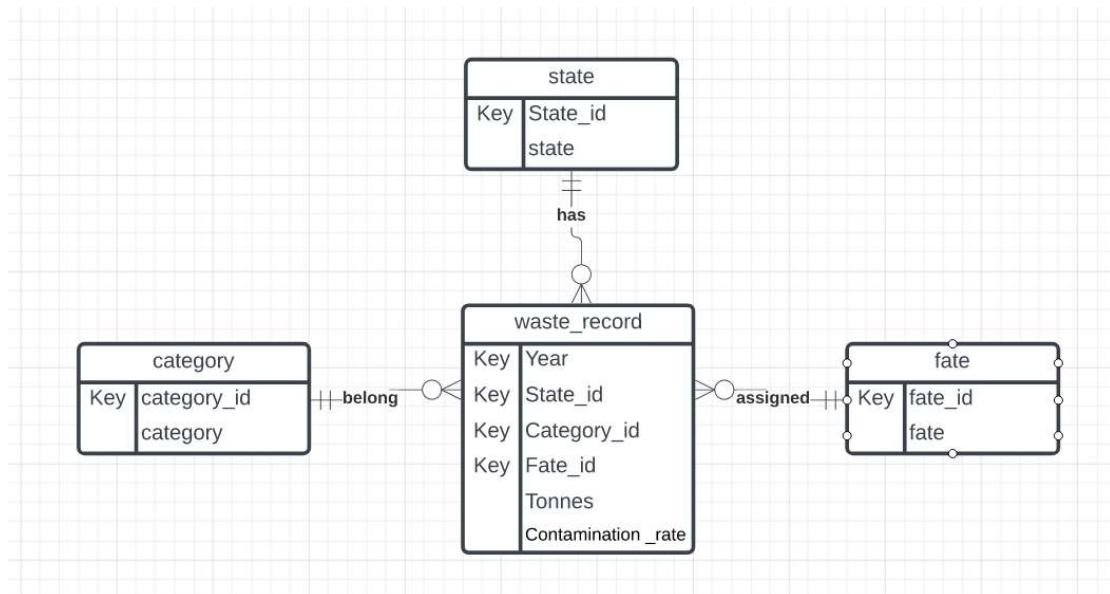 state
Key State_id
state
has
waste_record
Key Year
Key State_id
Key Category_id
Key Fate_id
Tonnes
Contamination _rate
category
Key category_id
category
belong
assigned
fate
Key fate_id
fate